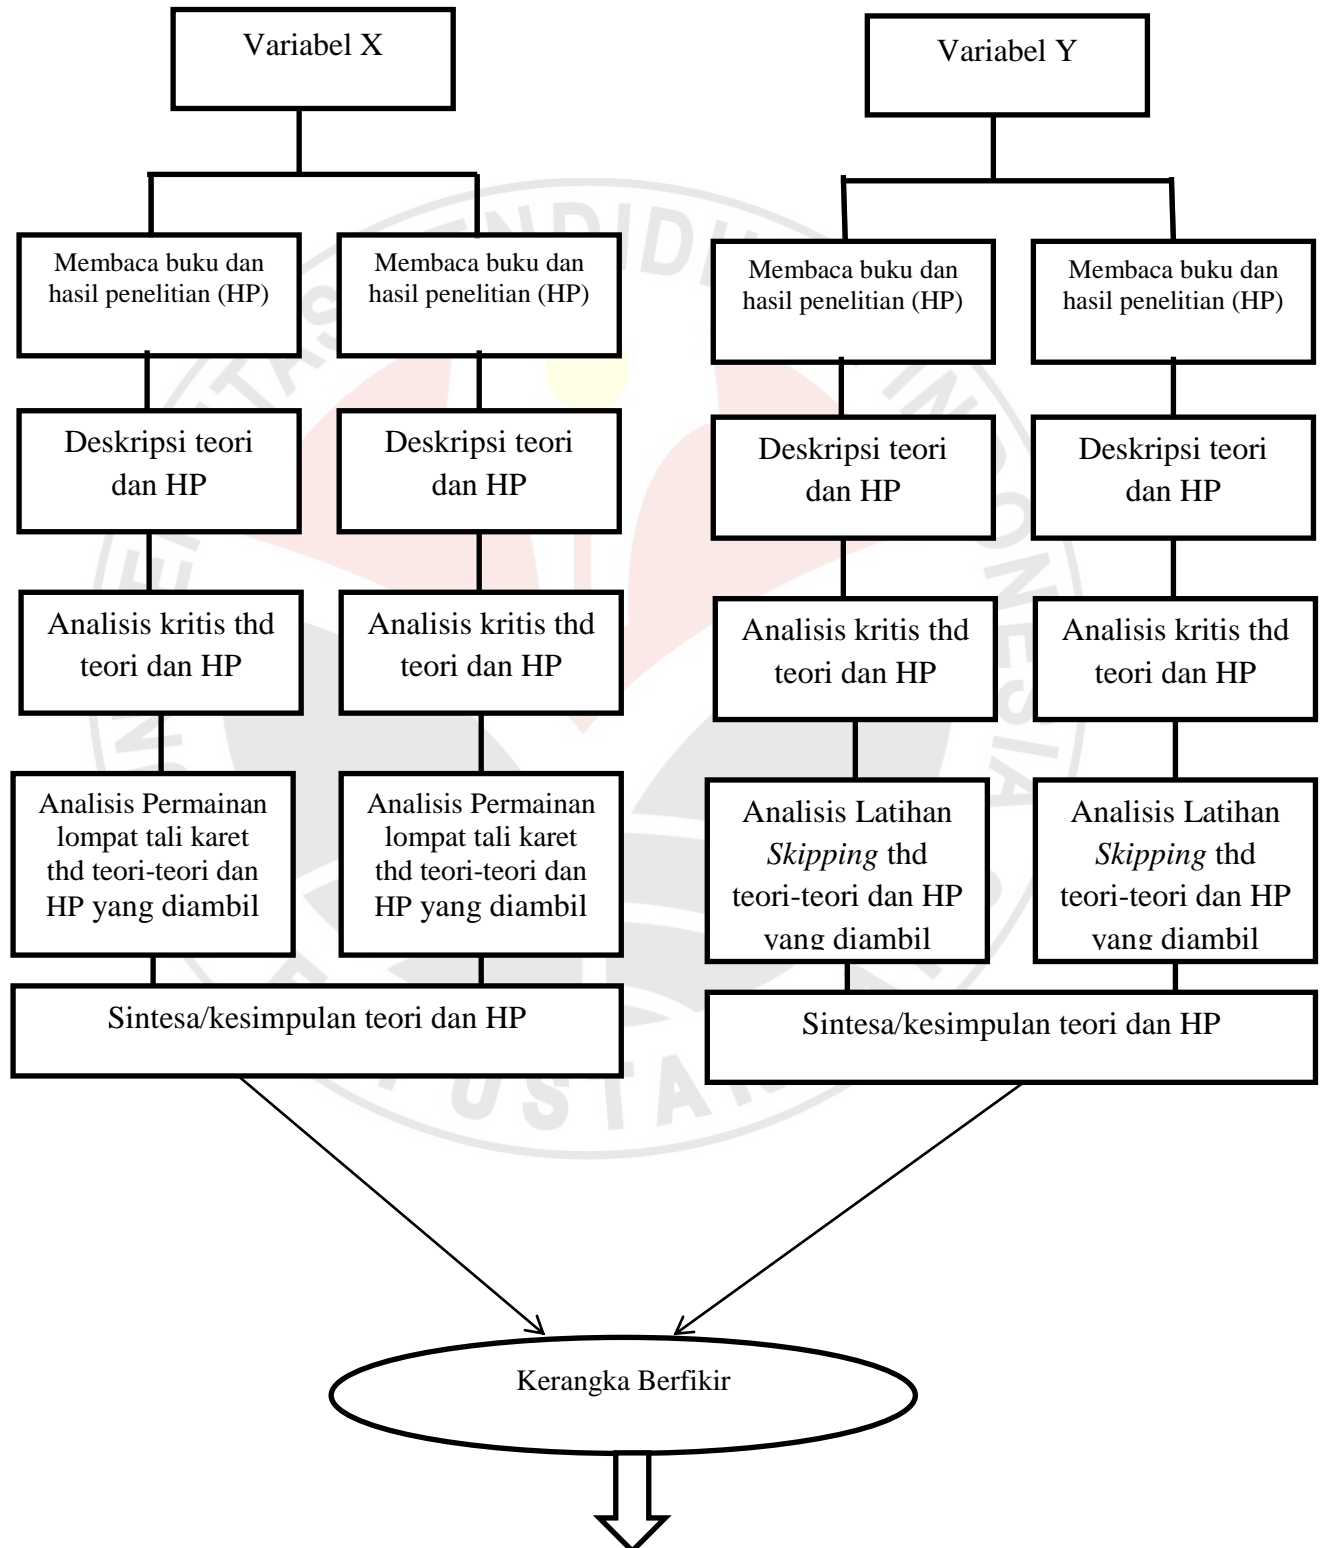 Variabel X
Variabel Y
Membaca buku dan
hasil penelitian (HP)
Membaca buku dan
hasil penelitian (HP)
Membaca buku dan
hasil penelitian (HP)
Membaca buku dan
hasil penelitian (HP)
Deskripsi teori
dan HP
Deskripsi teori
dan HP
Deskripsi teori
dan HP
Deskripsi teori
dan HP
Analisis kritis thd
teori dan HP
Analisis kritis thd
teori dan HP
Analisis kritis thd
teori dan HP
Analisis kritis thd
teori dan HP
Analisis Permainan
lompat tali karet
thd teori-teori dan
HP yang diambil
Analisis Permainan
lompat tali karet
thd teori-teori dan
HP yang diambil
Analisis Latihan
Skipping thd
teori-teori dan HP
yang diambil
Analisis Latihan
Skipping thd
teori-teori dan HP
yang diambil
Sintesa/kesimpulan teori dan HP
Sintesa/kesimpulan teori dan HP
Kerangka Berfikir